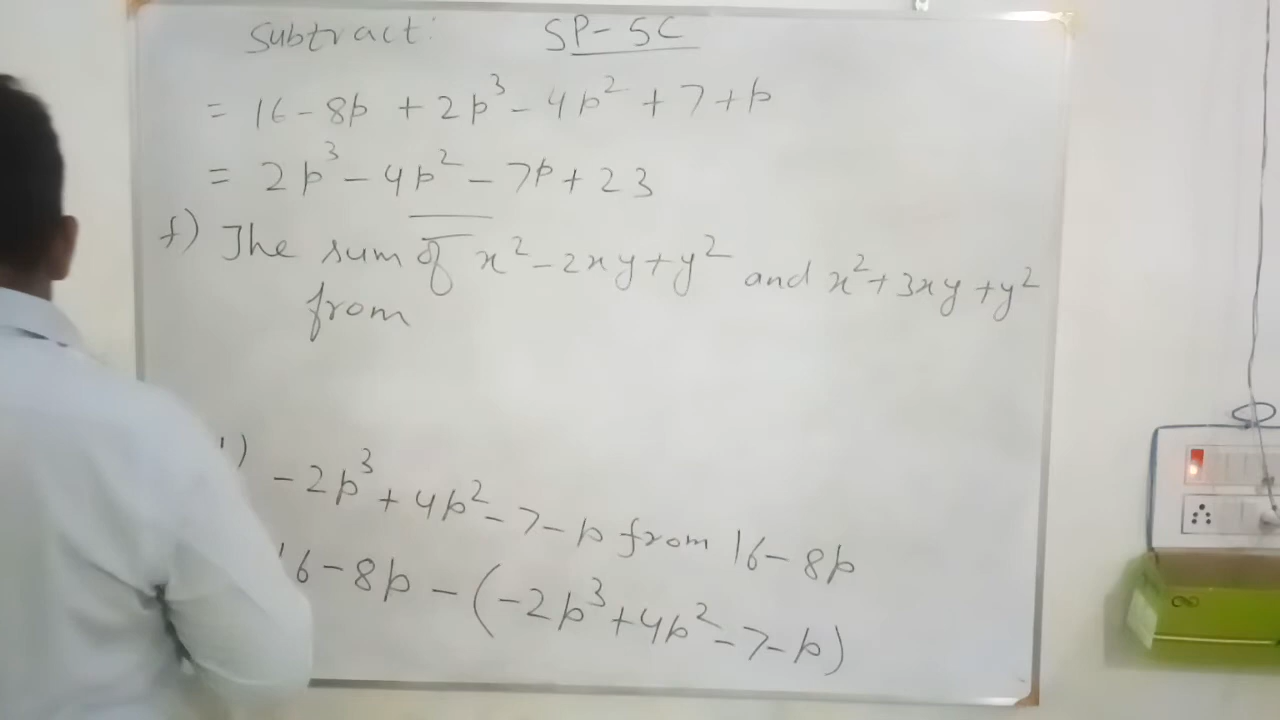 Subtract: SP-5C
= 16 - 8p + 2p³ - 4p² + 7 + p
= 2p³ - 4p² - 7p + 23
f) The sum of x² - 2xy + y² and x² + 3xy + y²
from
) -2p³ + 4p² - 7 - p from 16 - 8p
16 - 8p - (-2p³ + 4p² - 7 - p)